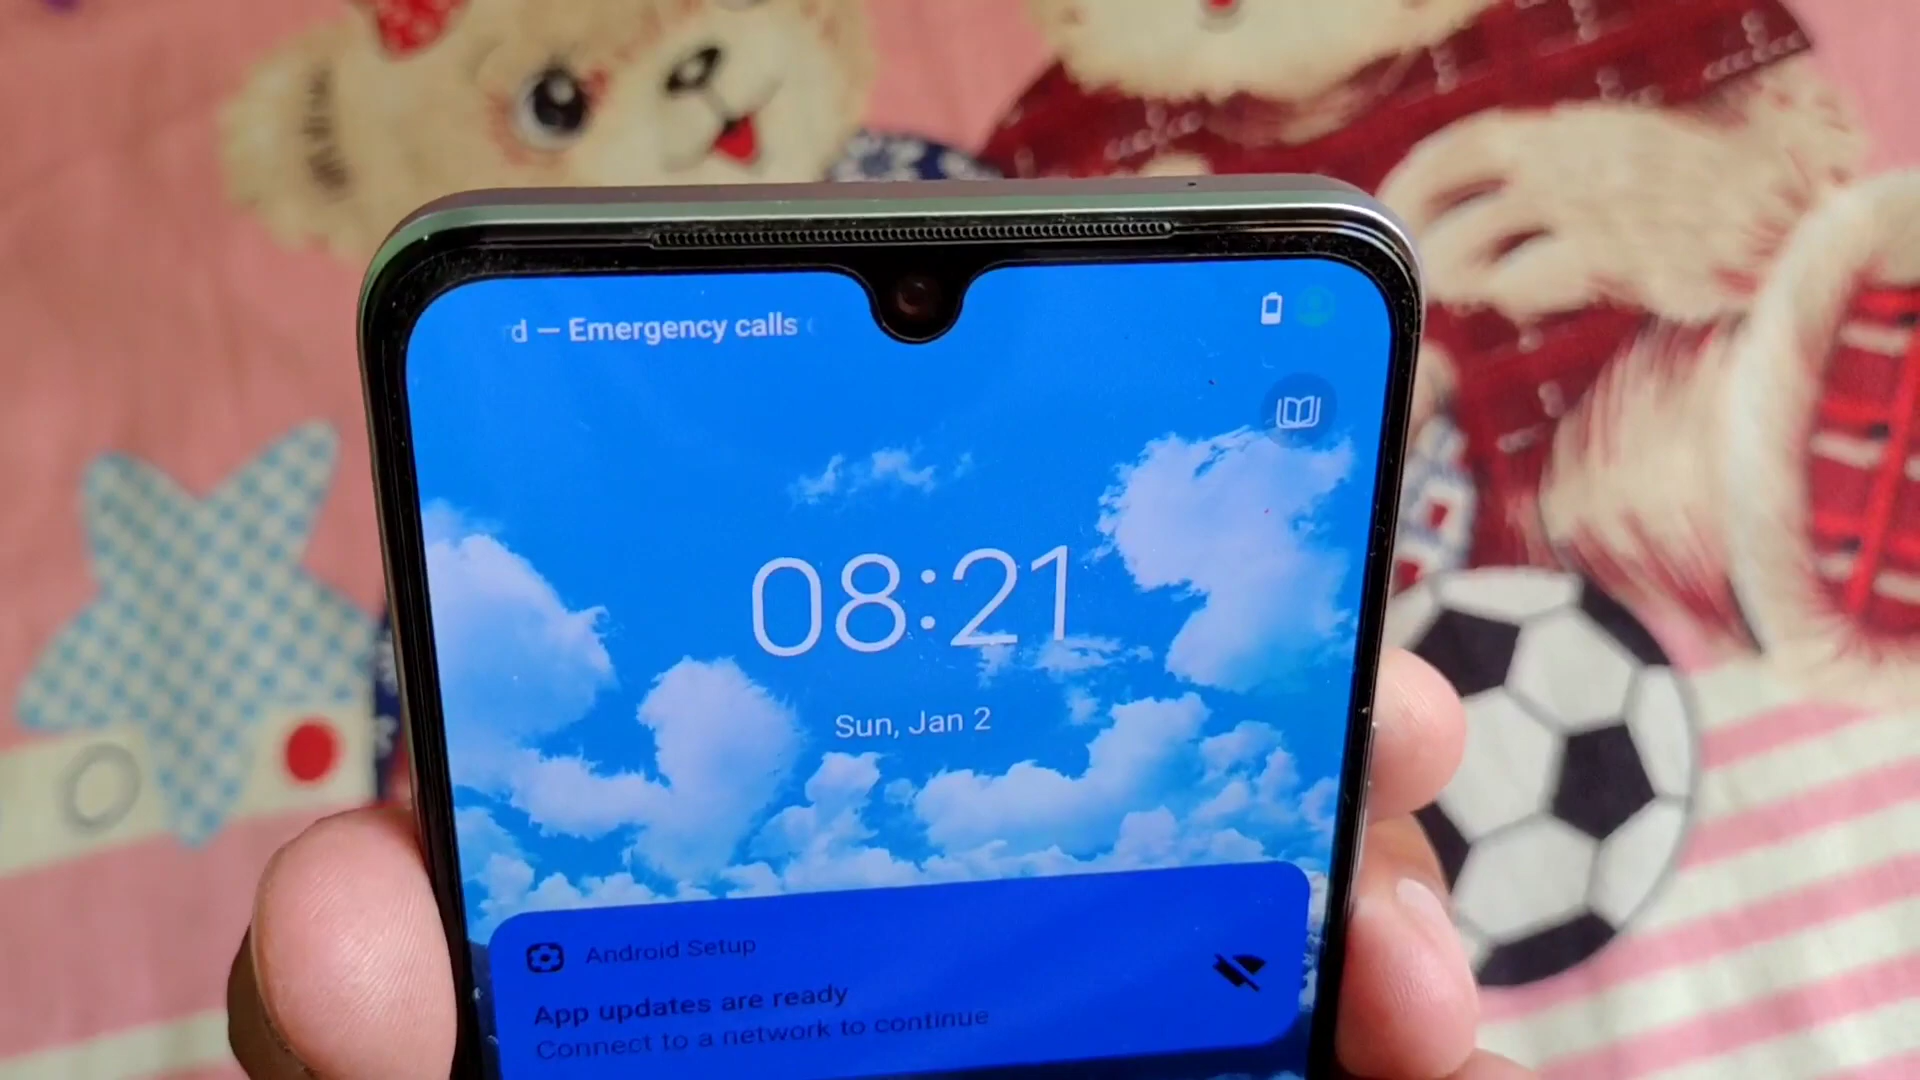 d — Emergency calls
08:21
Sun, Jan 2
Android Setup
App updates are ready
Connect to a network to continue